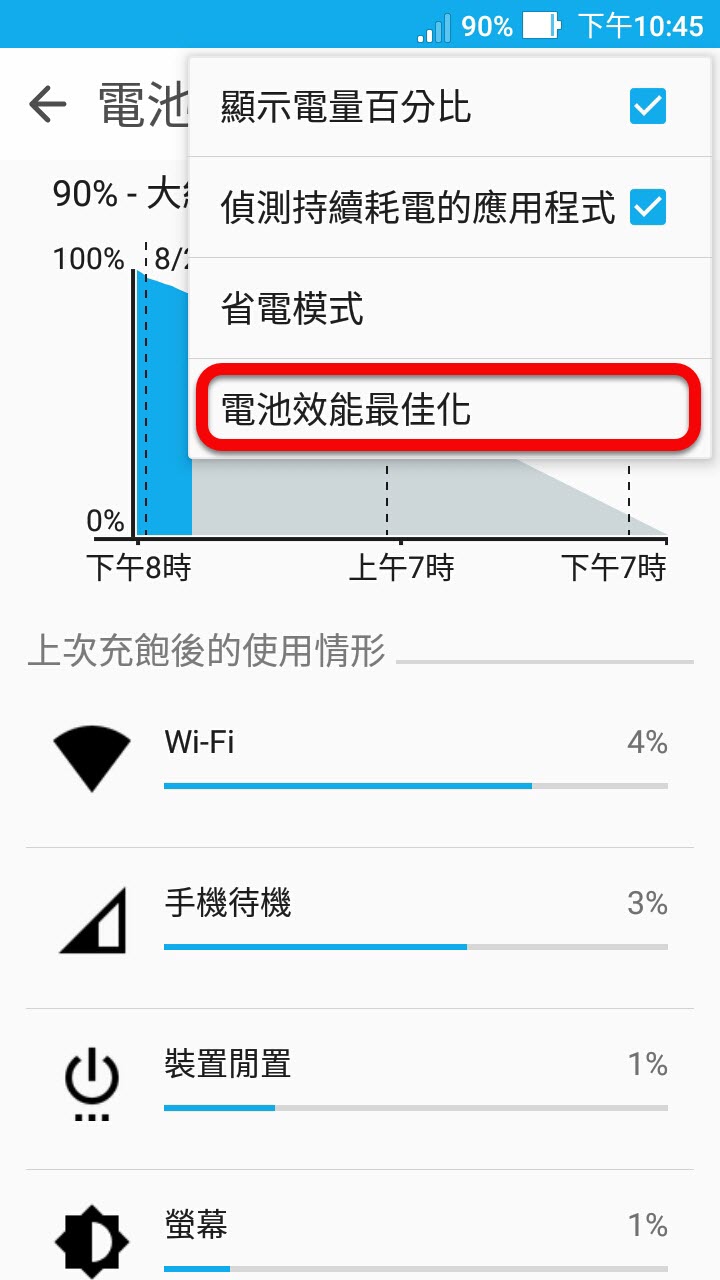 90% 下午10:45
電池
顯示電量百分比
偵測持續耗電的應用程式
省電模式
電池效能最佳化
90% - 大
100%
8/
0%
下午8時
上午7時
下午7時
上次充飽後的使用情形
Wi-Fi
4%
手機待機
3%
裝置閒置
1%
螢幕
1%